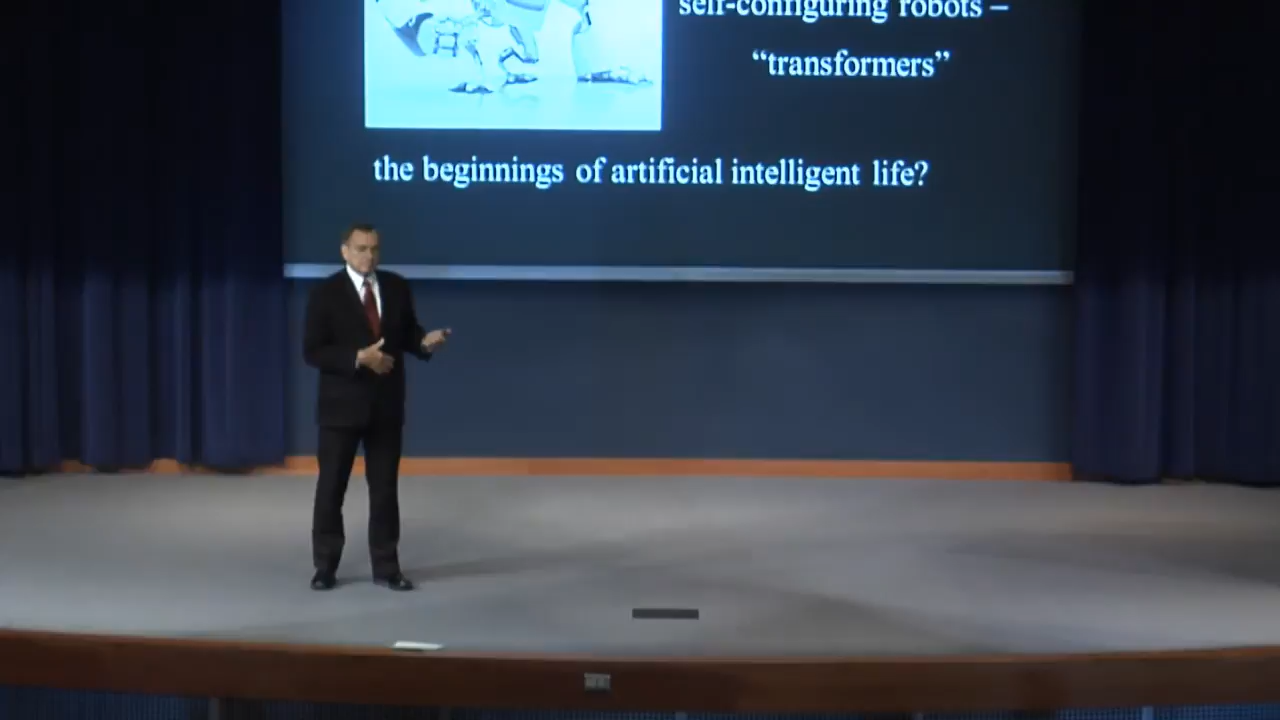 self-configuring robots –
“transformers”
the beginnings of artificial intelligent life?